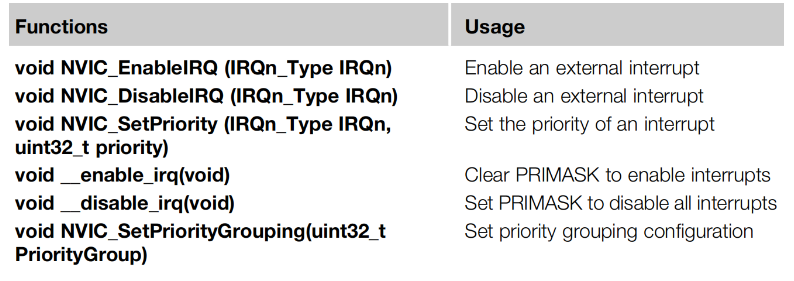 Functions Usage
void NVIC_EnableIRQ (IRQn_Type IRQn) Enable an external interrupt
void NVIC_DisableIRQ (IRQn_Type IRQn) Disable an external interrupt
void NVIC_SetPriority (IRQn_Type IRQn, Set the priority of an interrupt
uint32_t priority)
void __enable_irq(void) Clear PRIMASK to enable interrupts
void __disable_irq(void) Set PRIMASK to disable all interrupts
void NVIC_SetPriorityGrouping(uint32_t Set priority grouping configuration
PriorityGroup)